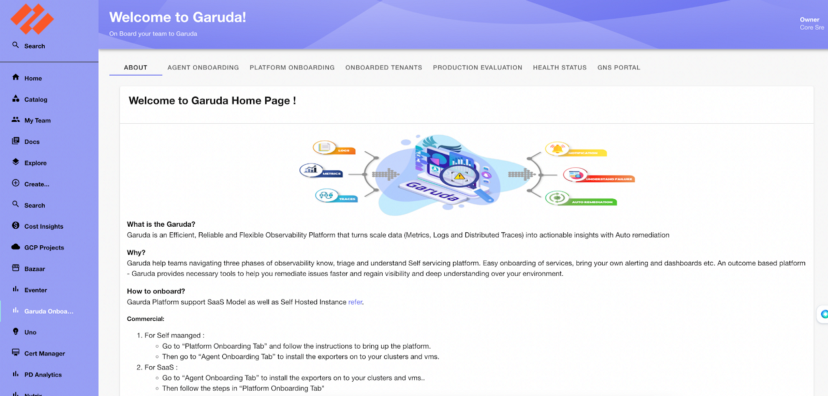 Welcome to Garuda!
On Board your team to Garuda
Owner
Core Sre
Search
Home
Catalog
My Team
Docs
Explore
Create...
Search
Cost Insights
GCP Projects
Bazaar
Eventer
Garuda Onboa...
Uno
Cert Manager
PD Analytics
ABOUT AGENT ONBOARDING PLATFORM ONBOARDING ONBOARDED TENANTS PRODUCTION EVALUATION HEALTH STATUS GNS PORTAL
Welcome to Garuda Home Page !
METRICS
TRACES
Garuda
What is the Garuda?
Garuda is an Efficient, Reliable and Flexible Observability Platform that turns scale data (Metrics, Logs and Distributed Traces) into actionable insights with Auto remediation
Why?
Garuda help teams navigating three phases of observability know, triage and understand Self servicing platform. Easy onboarding of services, bring your own alerting and dashboards etc. An outcome based platform
- Garuda provides necessary tools to help you remediate issues faster and regain visibility and deep understanding over your environment.
How to onboard?
Gaurda Platform support SaaS Model as well as Self Hosted Instance refer.
Commercial:
1. For Self maanged :
Go to "Platform Onboarding Tab" and follow the instructions to bring up the platform.
Then go to "Agent Onboarding Tab" to install the exporters on to your clusters and vms.
2. For SaaS :
Go to "Agent Onboarding Tab" to install the exporters on to your clusters and vms..
Then follow the steps in "Platform Onboarding Tab"